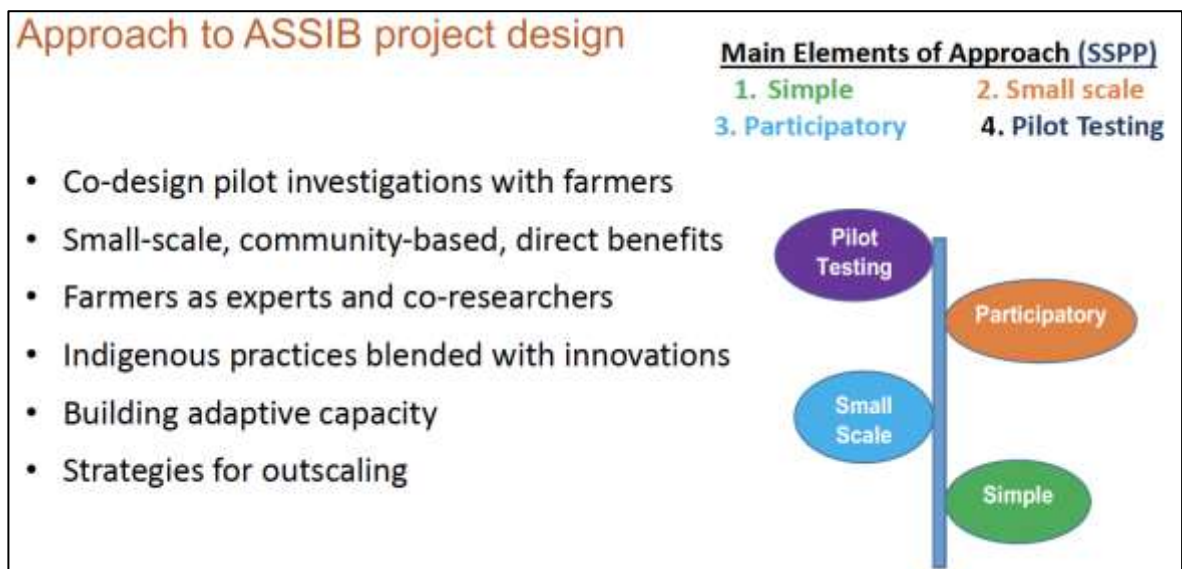 Approach to ASSIB project design
Main Elements of Approach (SSPP)
1. Simple 2. Small scale
3. Participatory 4. Pilot Testing
• Co-design pilot investigations with farmers
• Small-scale, community-based, direct benefits
• Farmers as experts and co-researchers
• Indigenous practices blended with innovations
• Building adaptive capacity
• Strategies for outscaling
Pilot
Testing
Participatory
Small
Scale
Simple